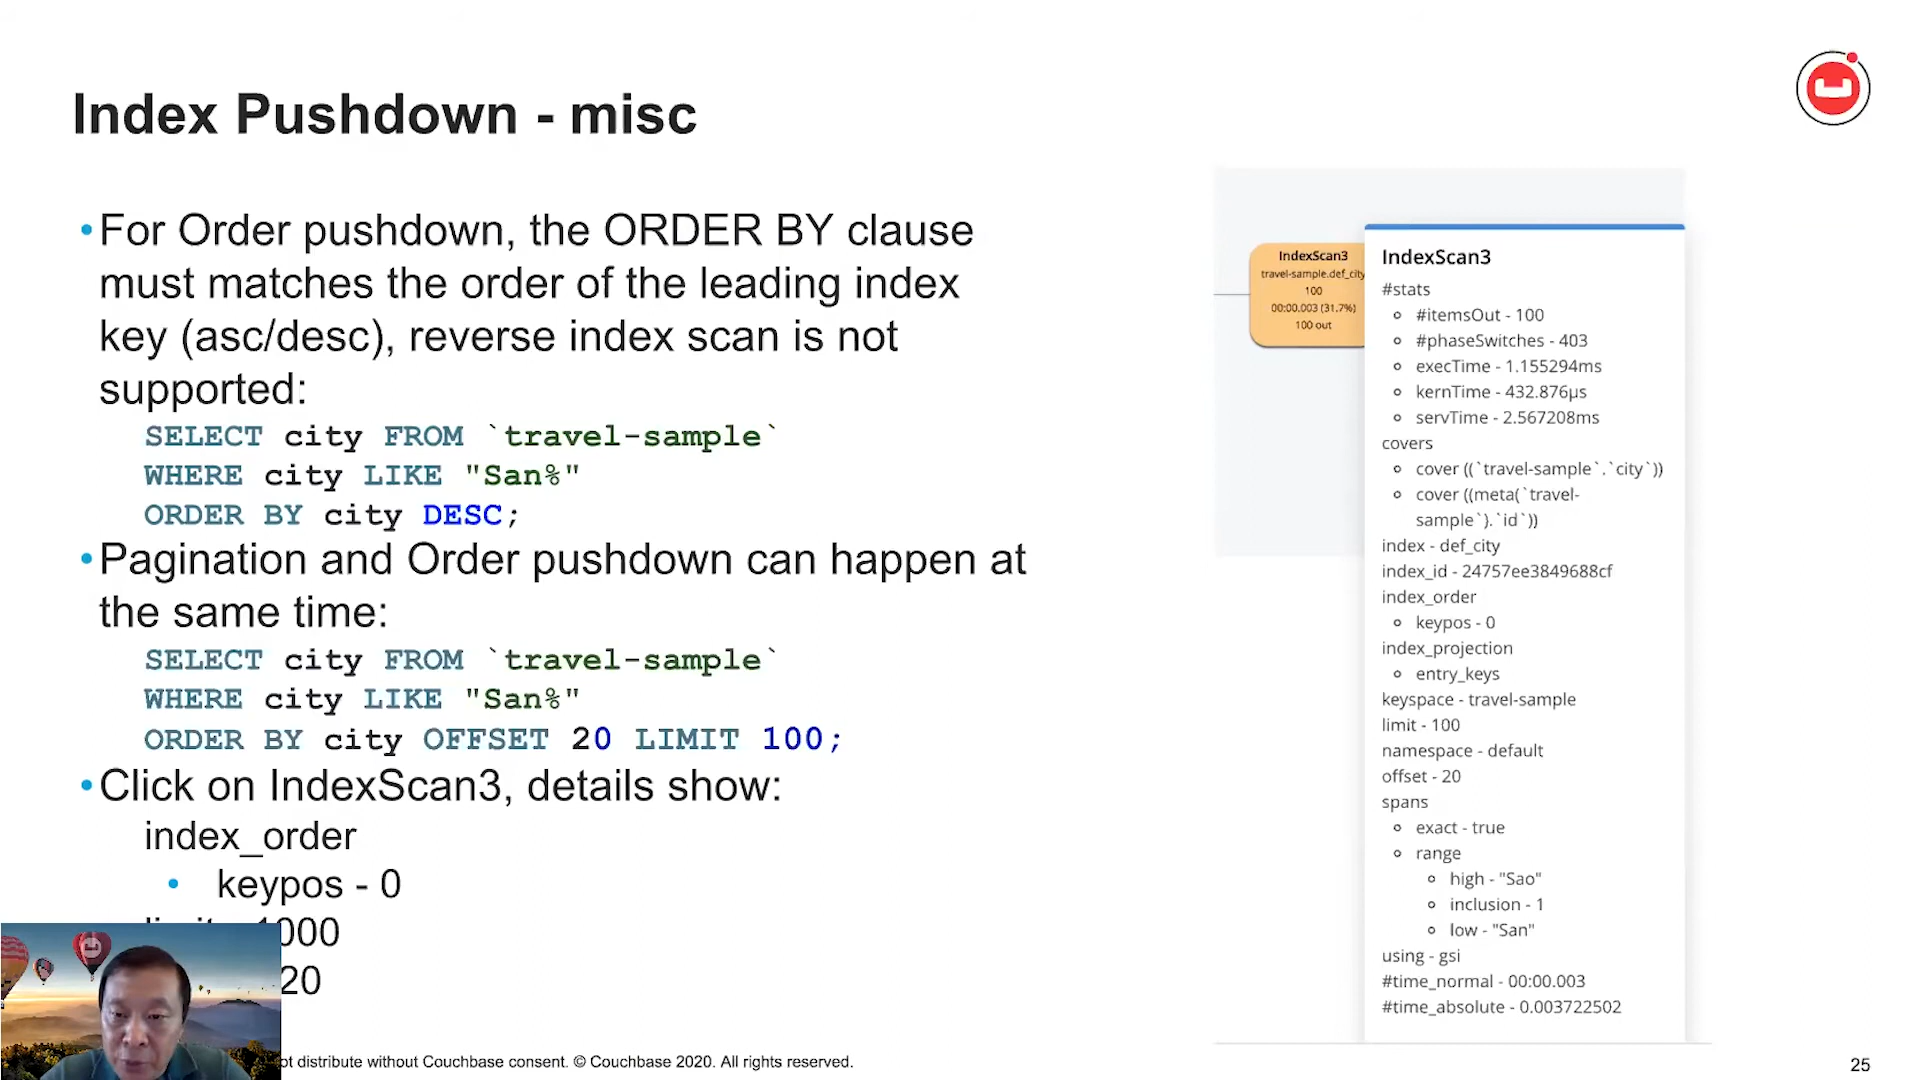 Index Pushdown - misc
•For Order pushdown, the ORDER BY clause
must matches the order of the leading index
key (asc/desc), reverse index scan is not
supported:
SELECT city FROM `travel-sample`
WHERE city LIKE "San%"
ORDER BY city DESC;
•Pagination and Order pushdown can happen at
the same time:
SELECT city FROM `travel-sample`
WHERE city LIKE "San%"
ORDER BY city OFFSET 20 LIMIT 100;
•Click on IndexScan3, details show:
index_order
• keypos - 0
000
20
ot distribute without Couchbase consent. © Couchbase 2020. All rights reserved.
IndexScan3
travel-sample.def_city
100
00:00.003 (31.7%)
100 out
IndexScan3
#stats
#itemsOut - 100
#phaseSwitches - 403
execTime - 1.155294ms
kernTime - 432.876µs
servTime - 2.567208ms
covers
cover ((`travel-sample`.`city`))
cover ((meta(`travel-
sample`).`id`))
index - def_city
index_id - 24757ee3849688cf
index_order
keypos - 0
index_projection
entry_keys
keyspace - travel-sample
limit - 100
namespace - default
offset - 20
spans
exact - true
range
high - "Sao"
inclusion - 1
low - "San"
using - gsi
#time_normal - 00:00.003
#time_absolute - 0.003722502
25